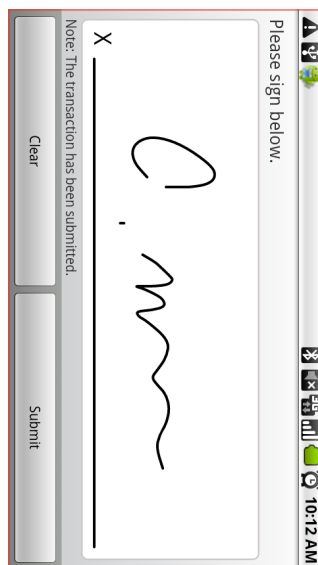 10:12 AM
Please sign below.
X C. m
Note: The transaction has been submitted.
Clear
Submit